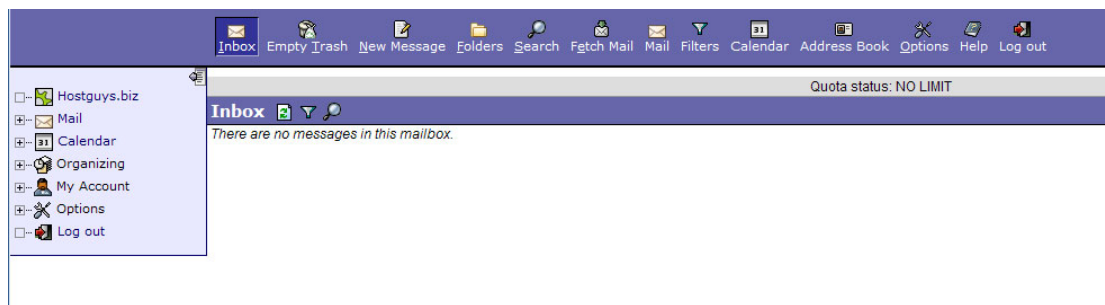 Inbox Empty Trash New Message Folders Search Fetch Mail Mail Filters Calendar Address Book Options Help Log out
Quota status: NO LIMIT
Hostguys.biz
Mail
31 Calendar
Organizing
My Account
Options
Log out
Inbox
There are no messages in this mailbox.